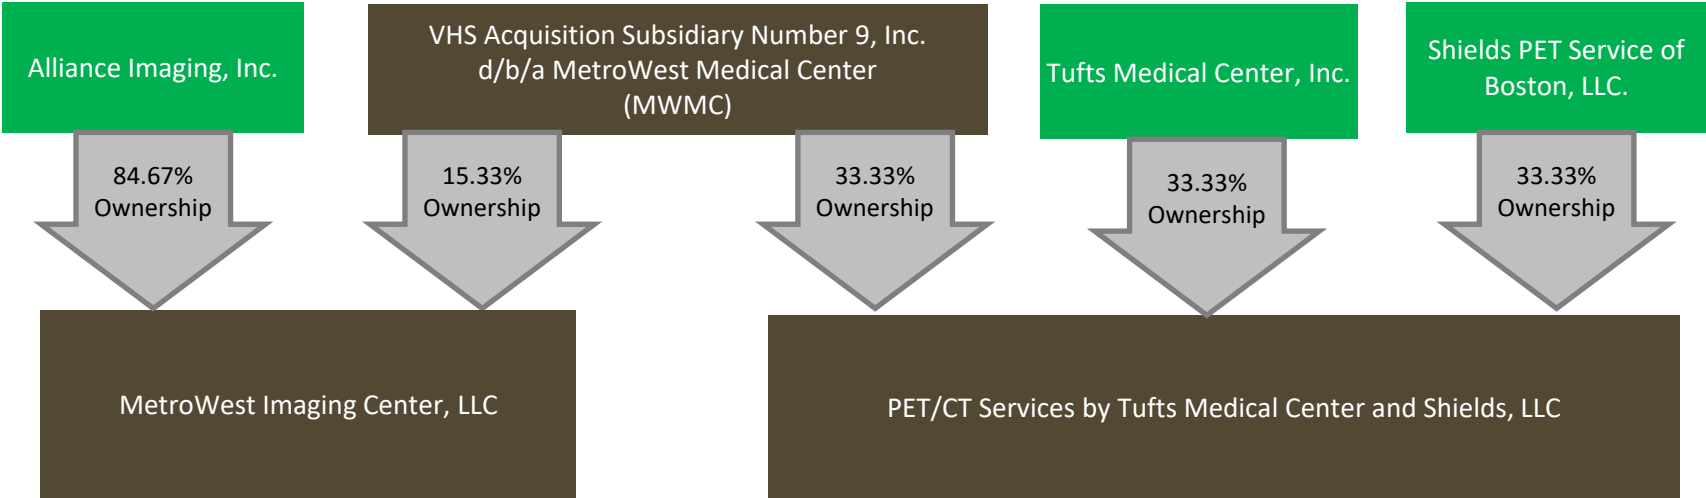 Alliance Imaging, Inc.
VHS Acquisition Subsidiary Number 9, Inc.
d/b/a MetroWest Medical Center
(MWMC)
Tufts Medical Center, Inc.
Shields PET Service of
Boston, LLC.
84.67%
Ownership
15.33%
Ownership
33.33%
Ownership
33.33%
Ownership
33.33%
Ownership
MetroWest Imaging Center, LLC
PET/CT Services by Tufts Medical Center and Shields, LLC